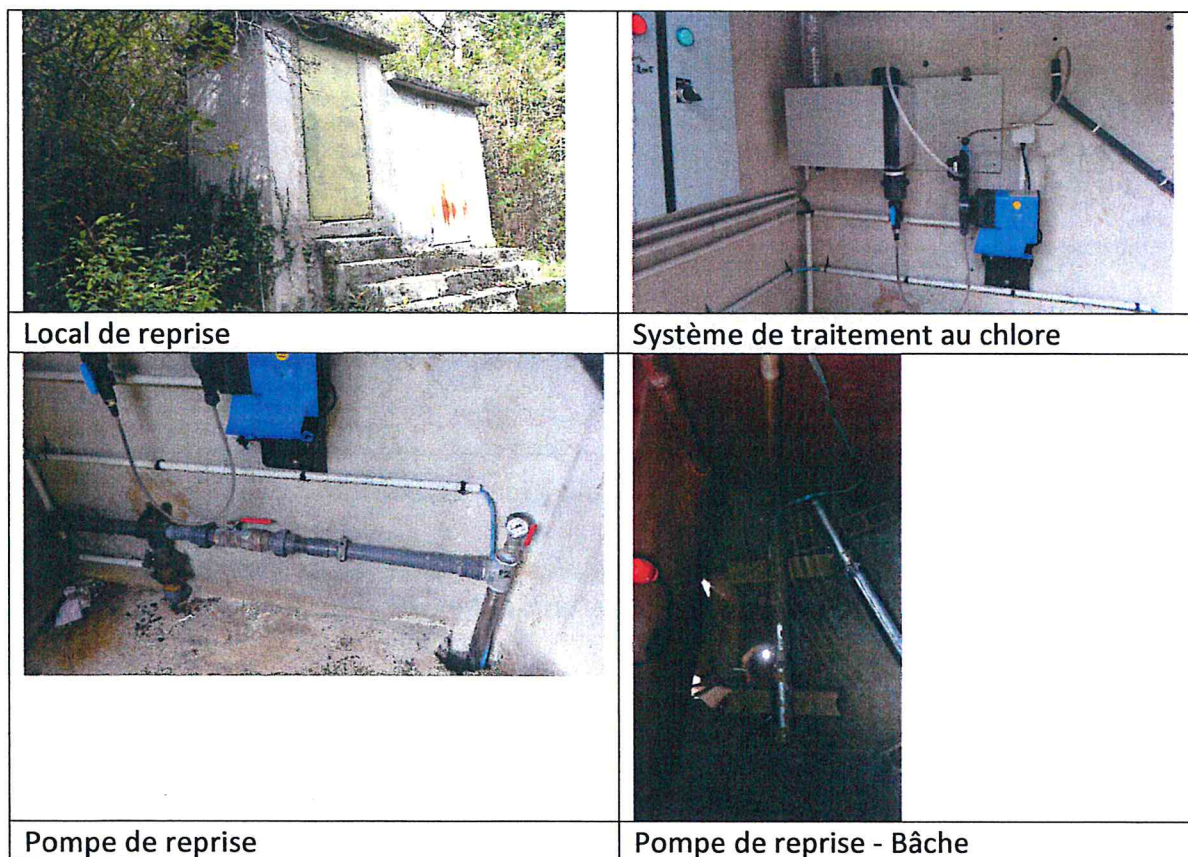 Local de reprise
Système de traitement au chlore
Pompe de reprise
Pompe de reprise - Bâche